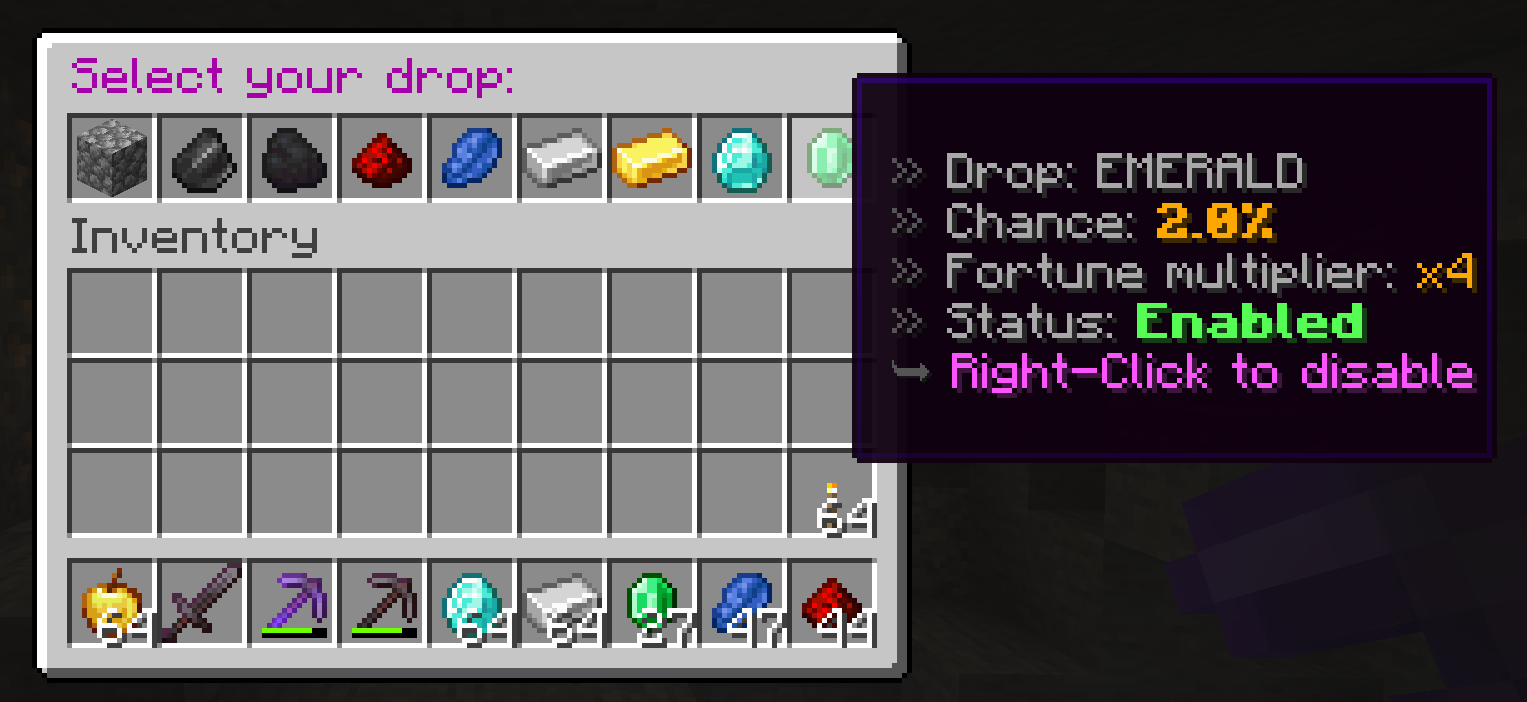 Select your drop:
» Drop: EMERALD
» Chance: 2.0%
» Fortune multiplier: x4
» Status: Enabled
➥ Right-Click to disable
Inventory
64
64 64 64 27 47 44